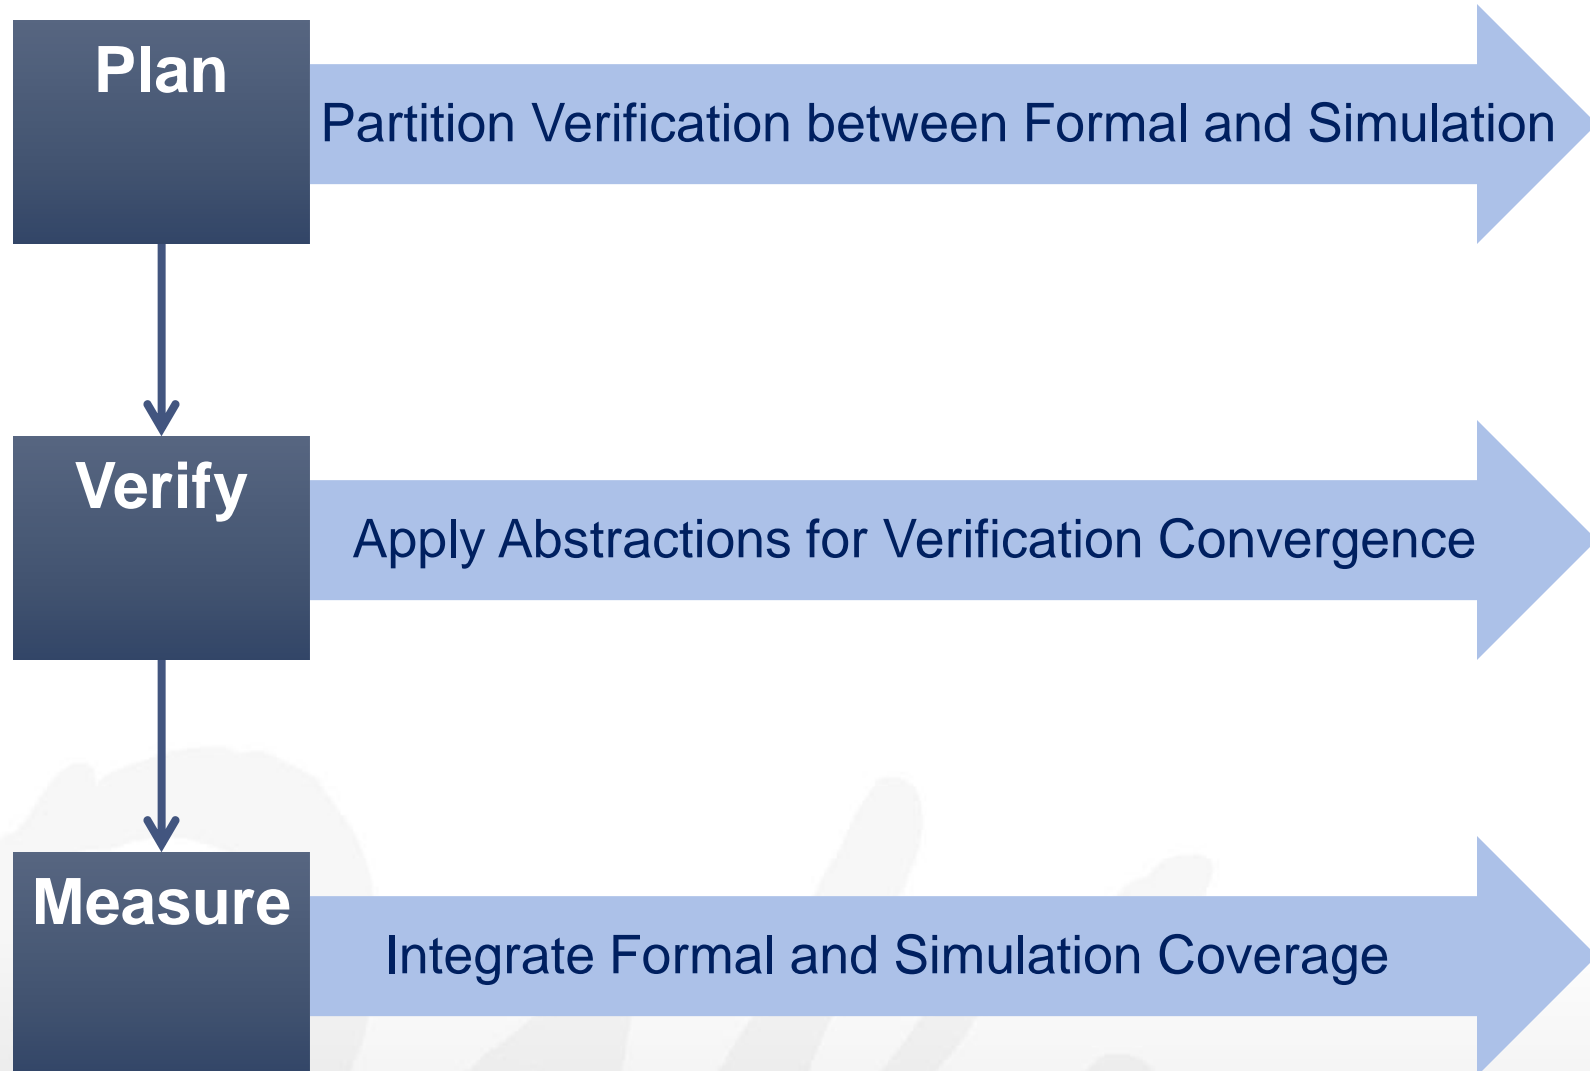 Plan
Partition Verification between Formal and Simulation
Verify
Apply Abstractions for Verification Convergence
Measure
Integrate Formal and Simulation Coverage